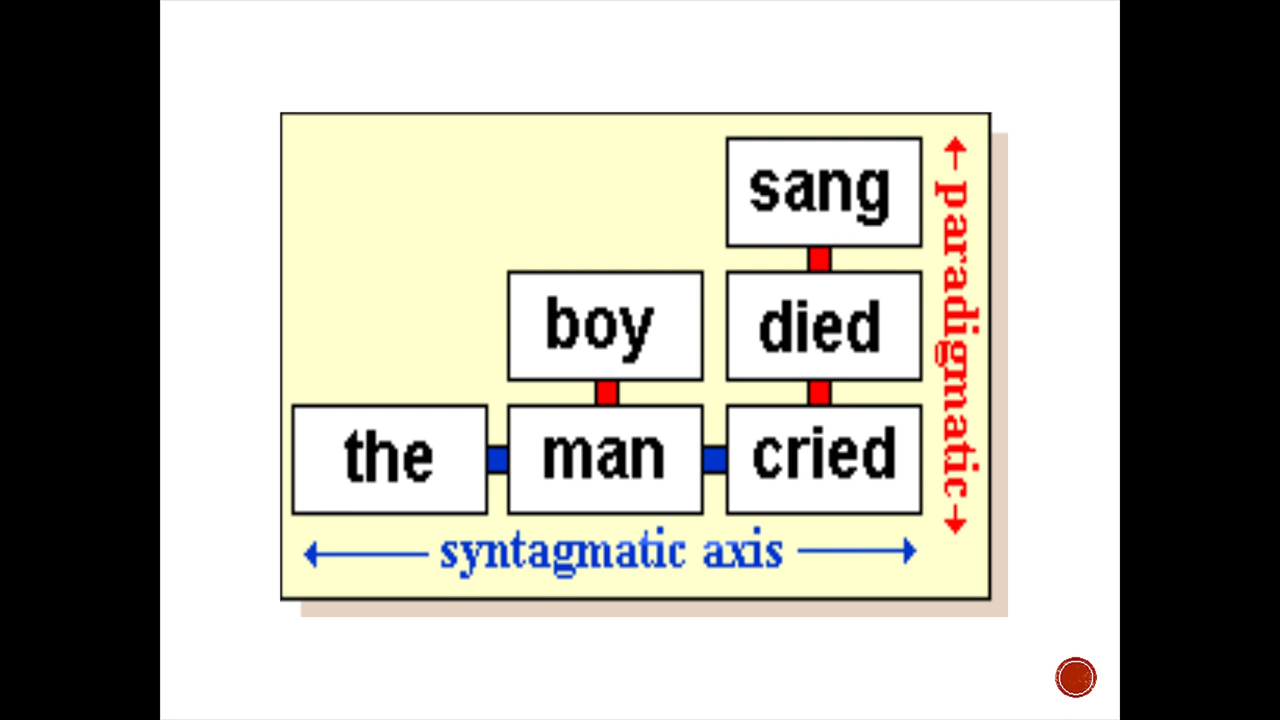 sang
boy died
the man cried
syntagmatic axis
paradigmatic